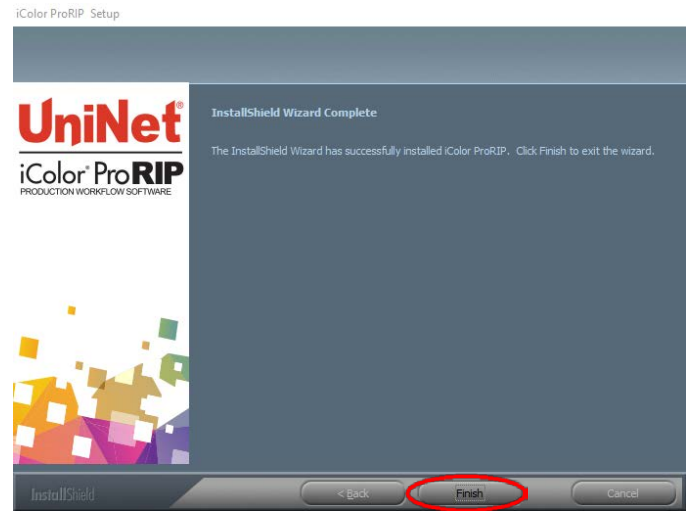 iColor ProRIP Setup
UniNet®
iColor® ProRIP
PRODUCTION WORKFLOW SOFTWARE
InstallShield Wizard Complete
The InstallShield Wizard has successfully installed iColor ProRIP. Click Finish to exit the wizard.
InstallShield
< Back
Finish
Cancel